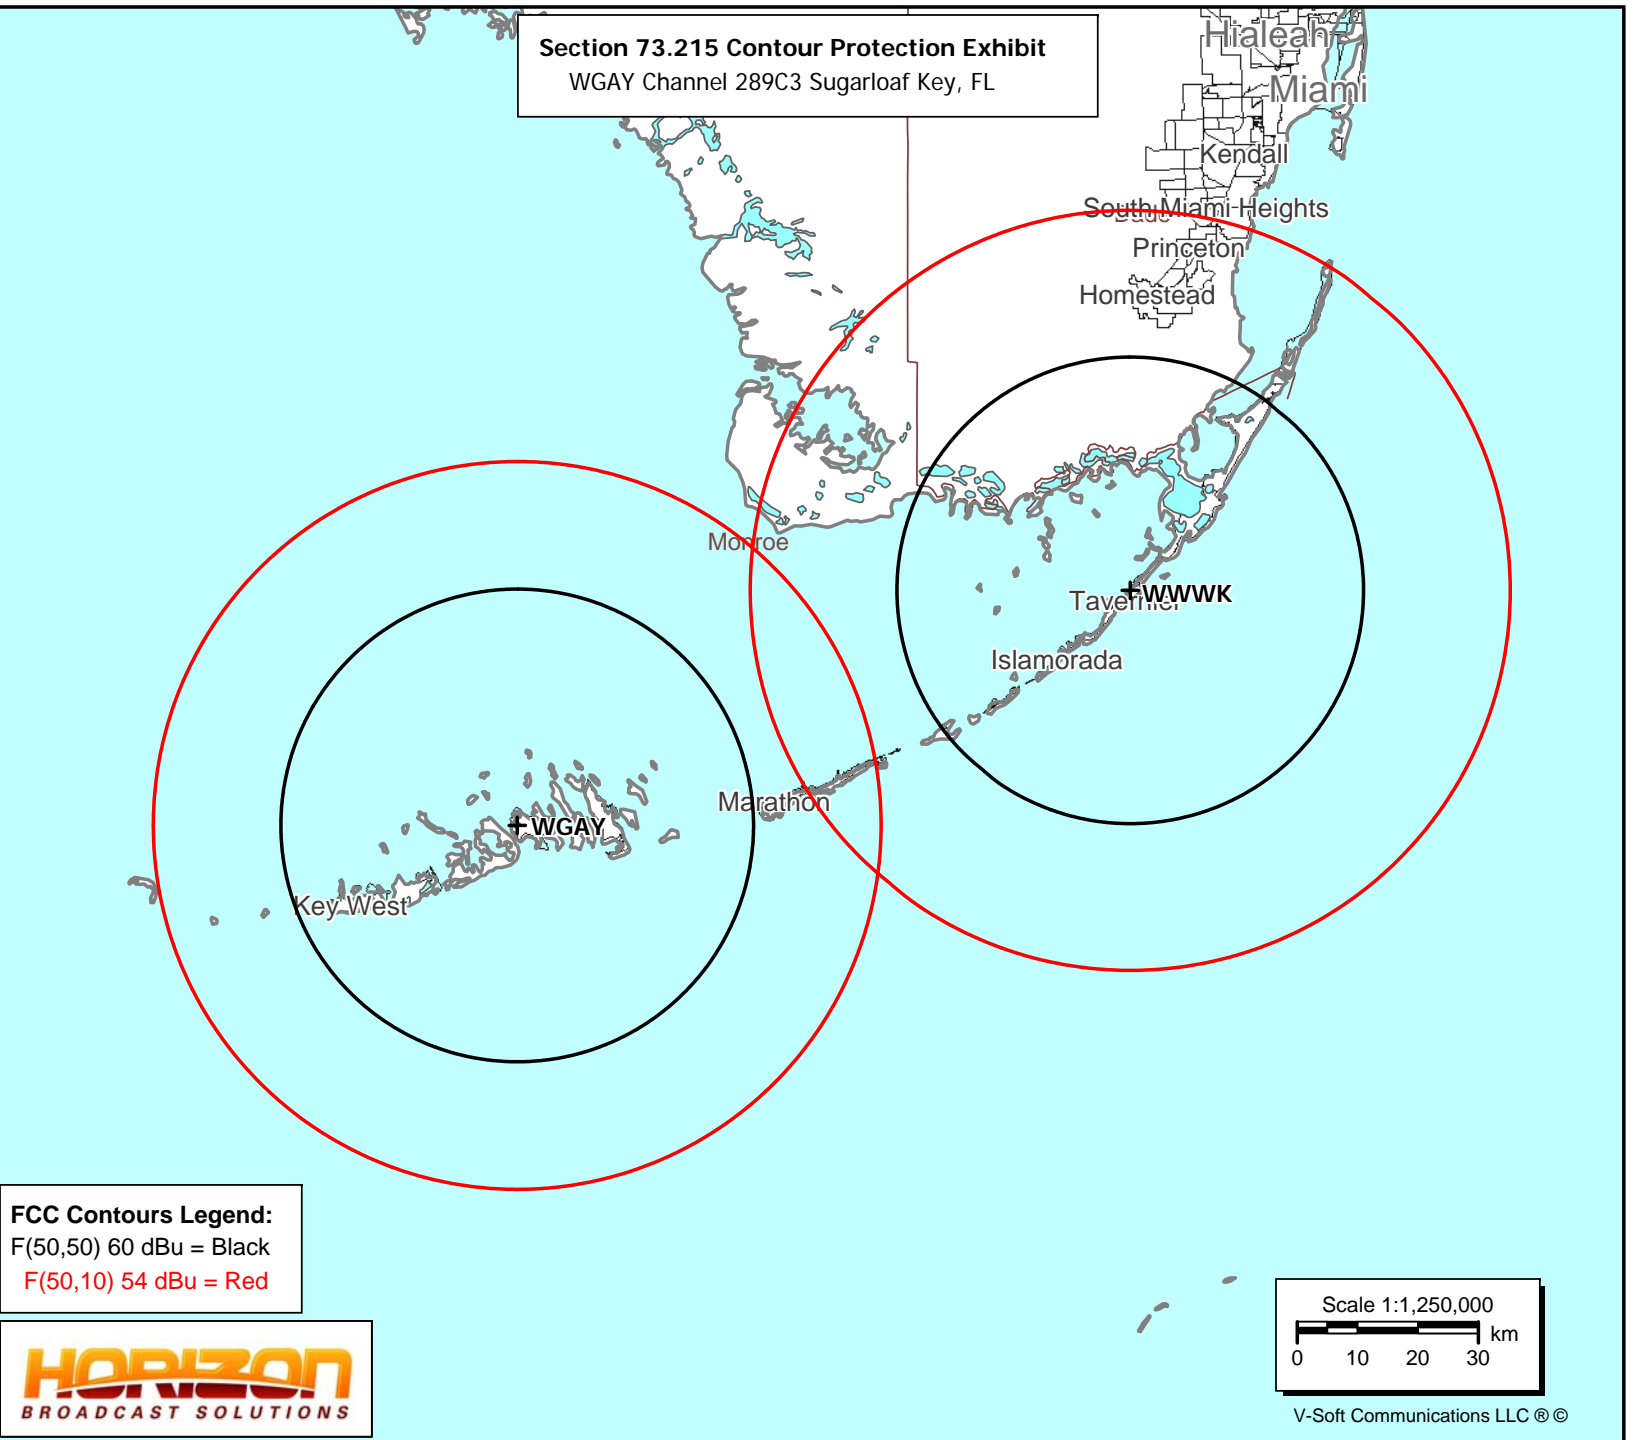 Section 73.215 Contour Protection Exhibit
WGAY Channel 289C3 Sugarloaf Key, FL
Hialeah
Miami
Kendall
South Miami Heights
Dade
Princeton
Homestead
Monroe
Tavernier
WWWK
Islamorada
Marathon
WGAY
Key West
FCC Contours Legend:
F(50,50) 60 dBu = Black
F(50,10) 54 dBu = Red
HORIZON
BROADCAST SOLUTIONS
Scale 1:1,250,000
km
0 10 20 30
V-Soft Communications LLC ® ©